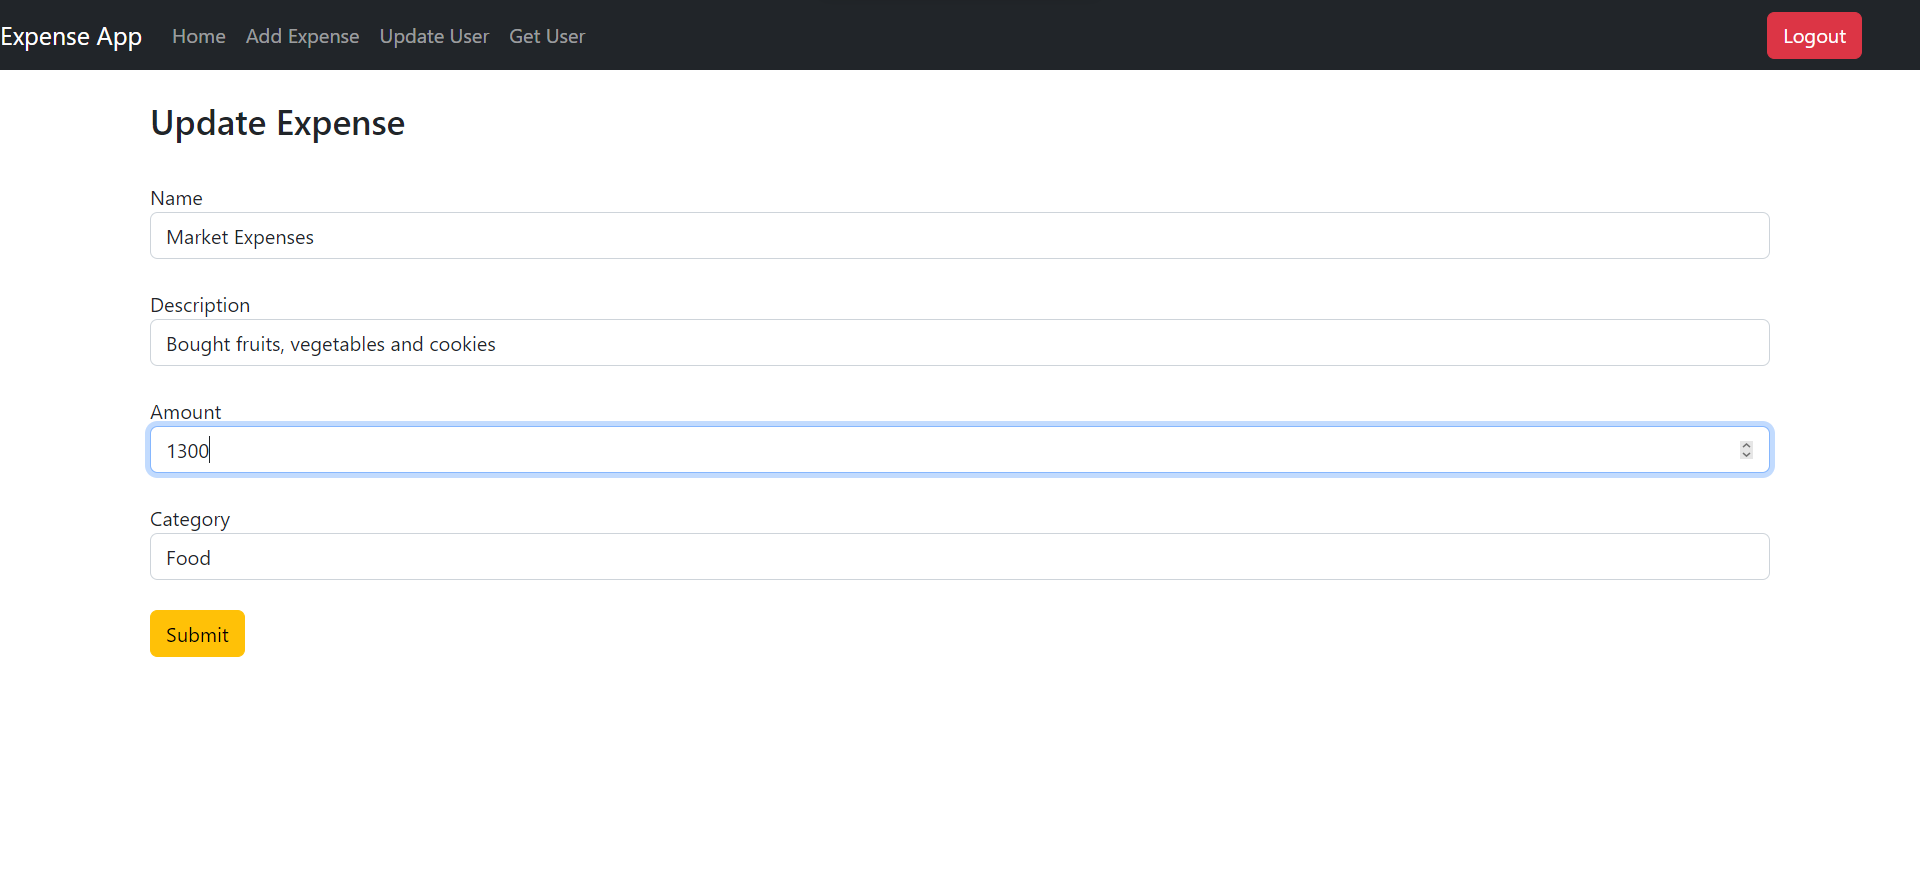 Expense App Home Add Expense Update User Get User Logout
Update Expense
Name
Market Expenses
Description
Bought fruits, vegetables and cookies
Amount
1300
Category
Food
Submit